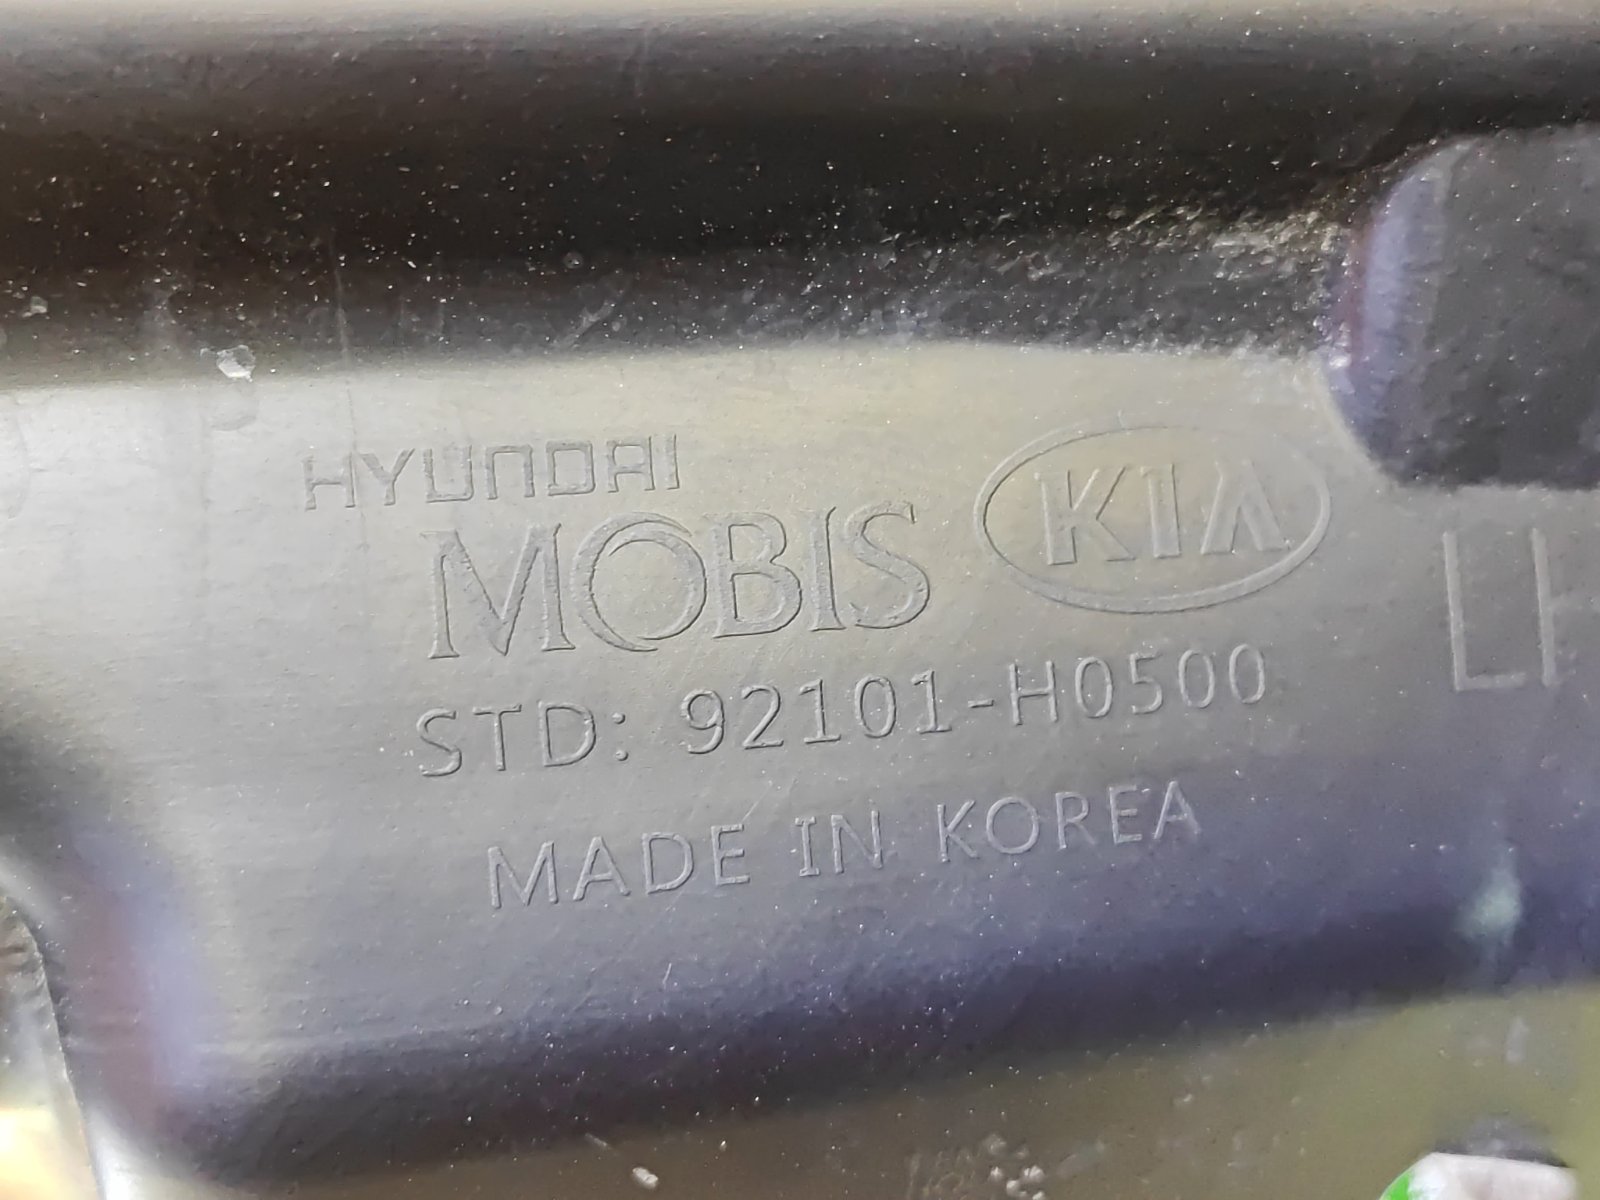 HYUNDAI
MOBIS KIA
STD: 92101-H0500
MADE IN KOREA